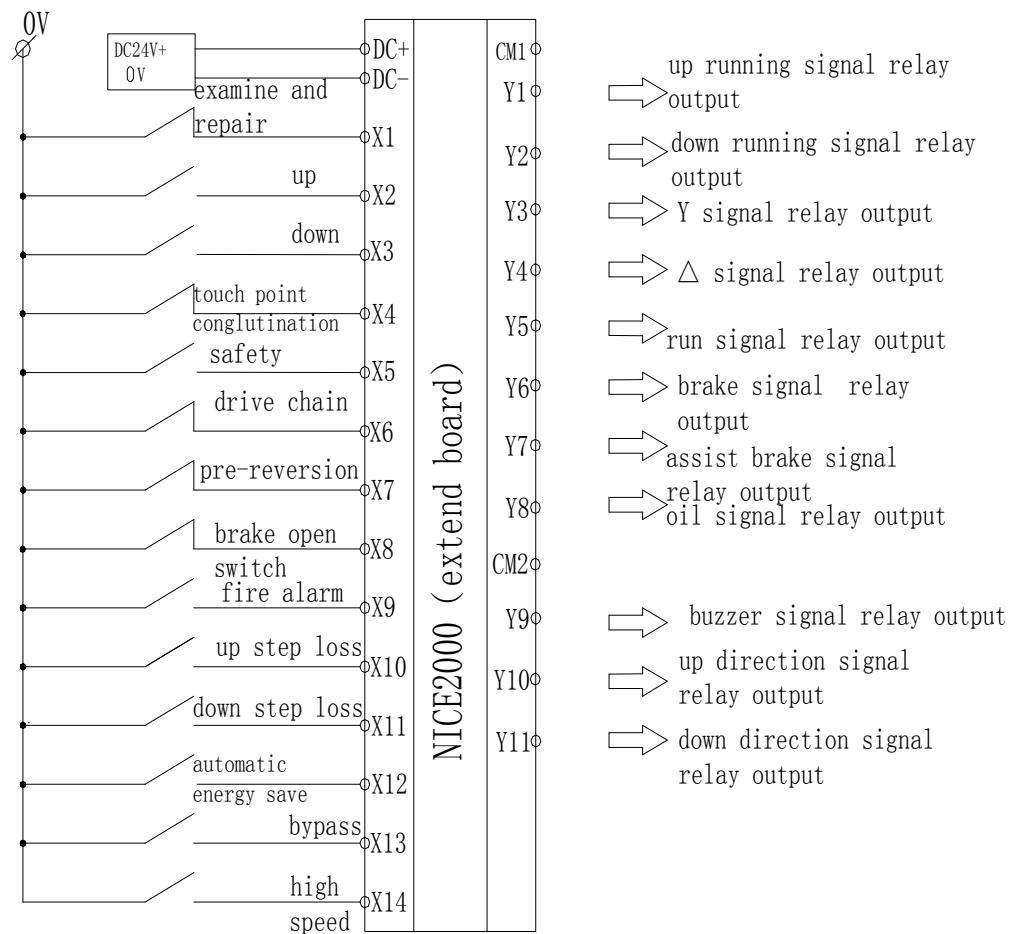 0V
DC24V+
0V
DC+
DC-
examine and
repair
X1
up
X2
down
X3
touch point
conglutination
X4
safety
X5
drive chain
X6
pre-reversion
X7
brake open
switch
X8
fire alarm
X9
up step loss
X10
down step loss
X11
automatic
energy save
X12
bypass
X13
high
speed
X14
NICE2000 (extend board)
CM1
Y1
up running signal relay
output
Y2
down running signal relay
output
Y3
Y signal relay output
Y4
△ signal relay output
Y5
run signal relay output
Y6
brake signal relay
output
Y7
assist brake signal
relay output
Y8
oil signal relay output
CM2
Y9
buzzer signal relay output
Y10
up direction signal
relay output
Y11
down direction signal
relay output